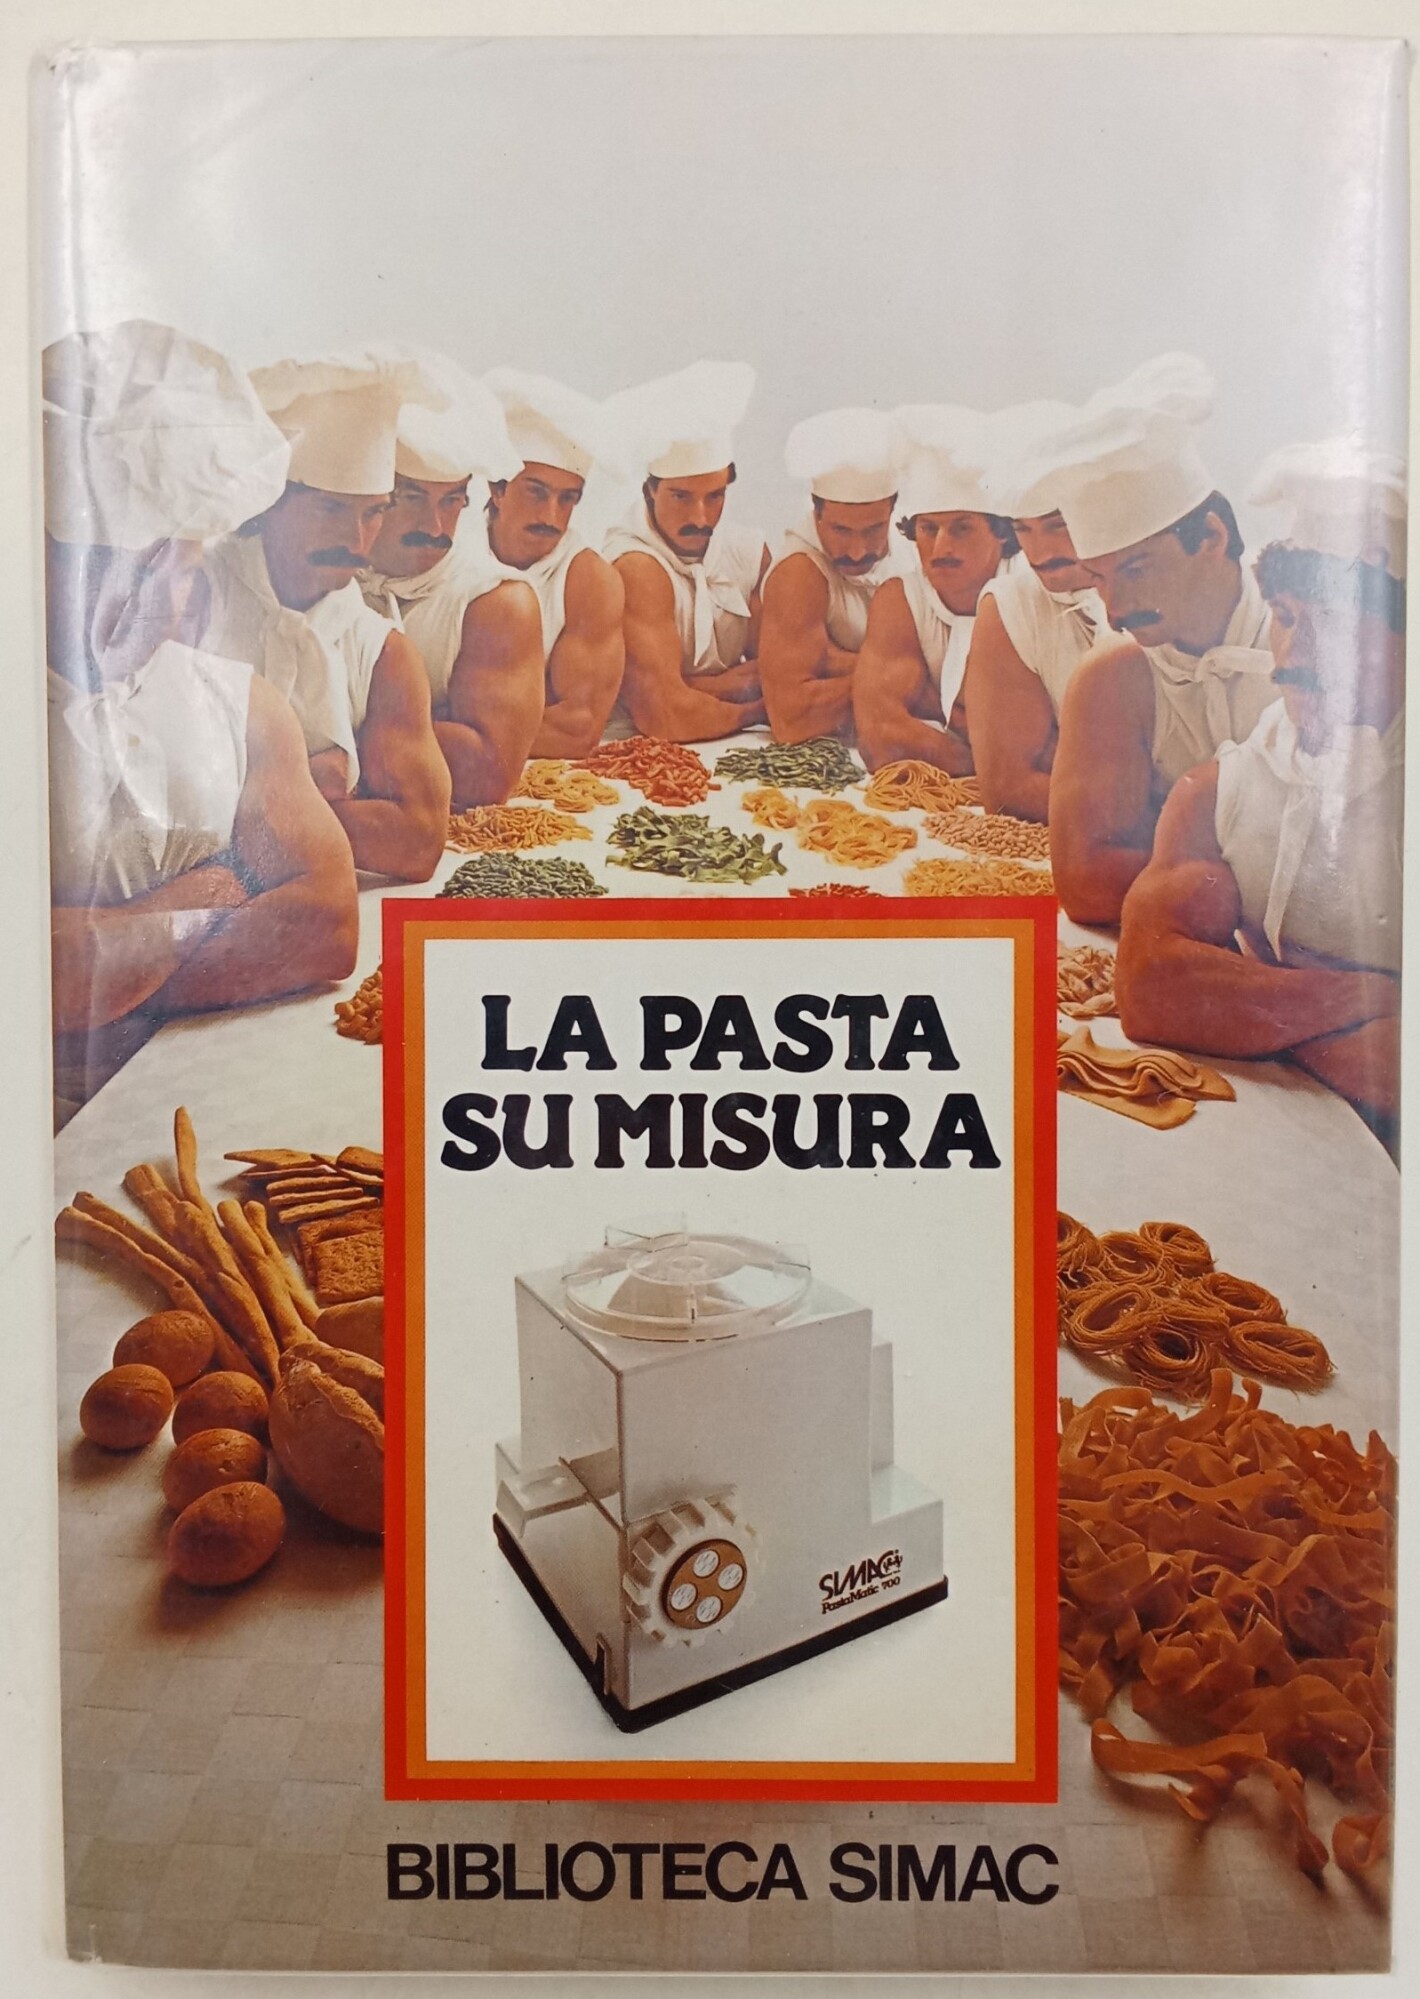 LA PASTA
SU MISURA
SIMAC
PastaMatic 700
BIBLIOTECA SIMAC